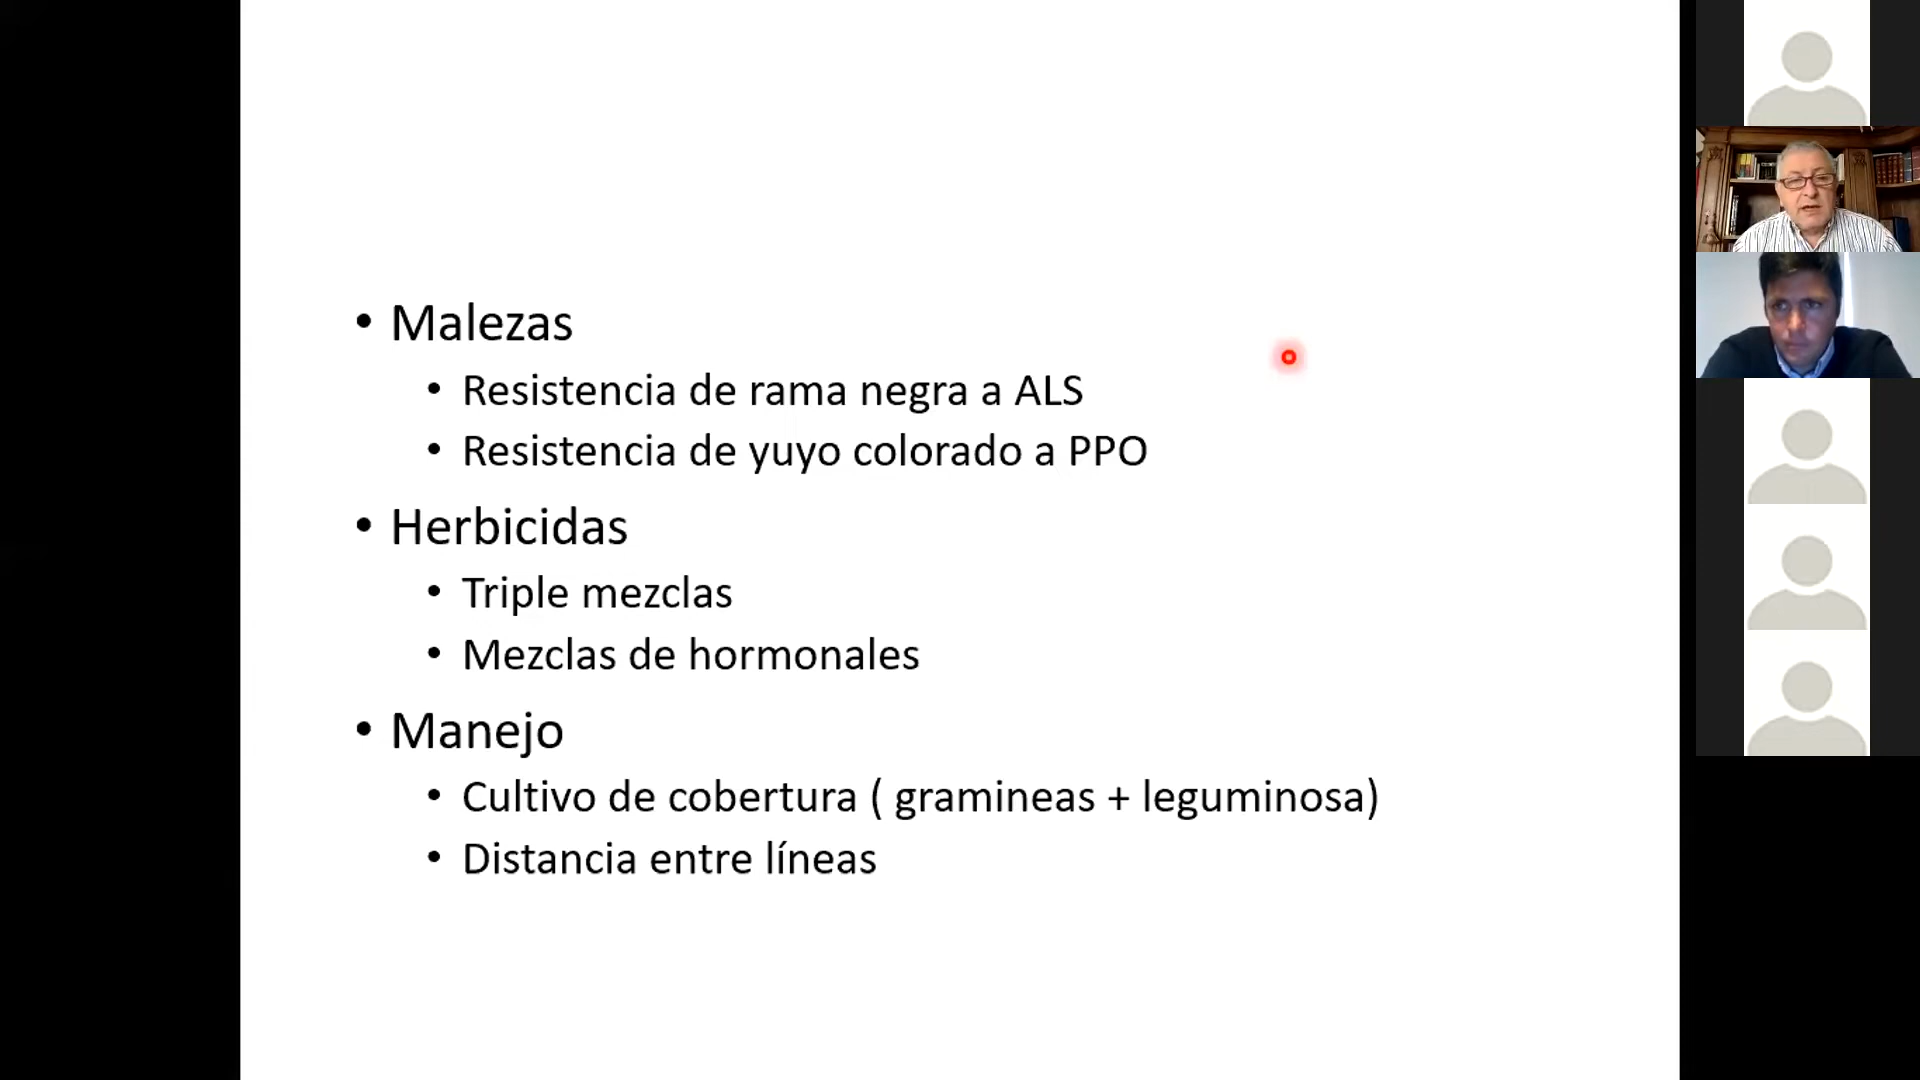 • Malezas
• Resistencia de rama negra a ALS
• Resistencia de yuyo colorado a PPO
• Herbicidas
• Triple mezclas
• Mezclas de hormonales
• Manejo
• Cultivo de cobertura ( gramineas + leguminosa)
• Distancia entre líneas